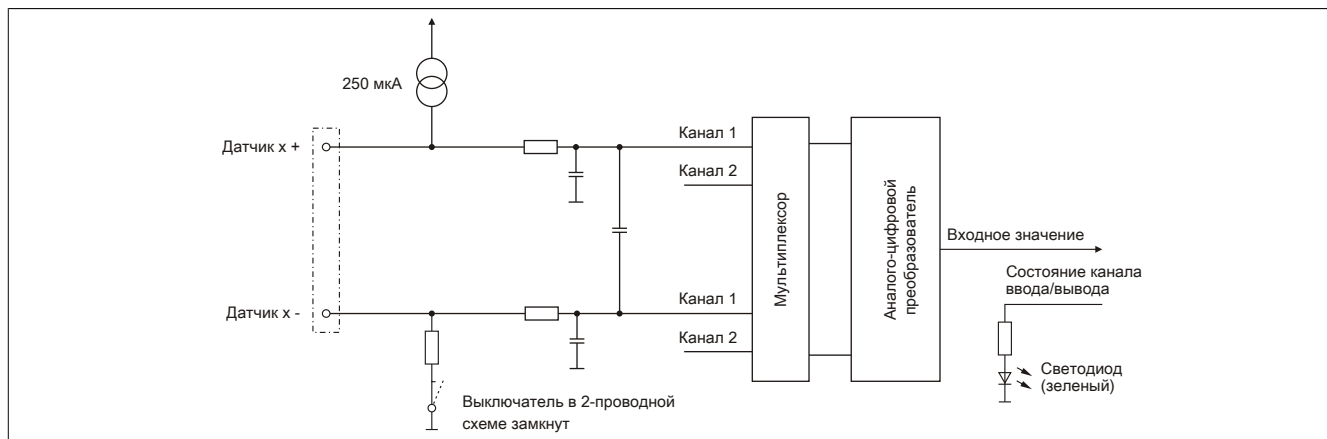 250 мкА
Датчик x +
Канал 1
Канал 2
Мультиплексор
Аналого-цифровой
преобразователь
Входное значение
Состояние канала
ввода/вывода
Датчик x -
Канал 1
Канал 2
Светодиод
(зеленый)
Выключатель в 2-проводной
схеме замкнут